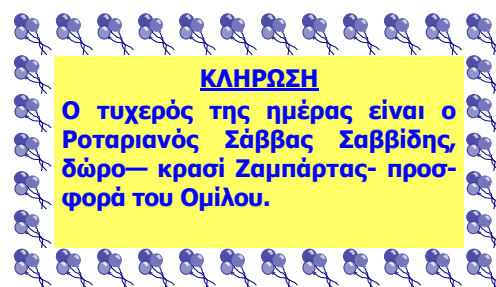 ΚΛΗΡΩΣΗ
Ο τυχερός της ημέρας είναι ο
Ροταριανός Σάββας Σαββίδης,
δώρο— κρασί Ζαμπάρτας- προσ-
φορά του Ομίλου.